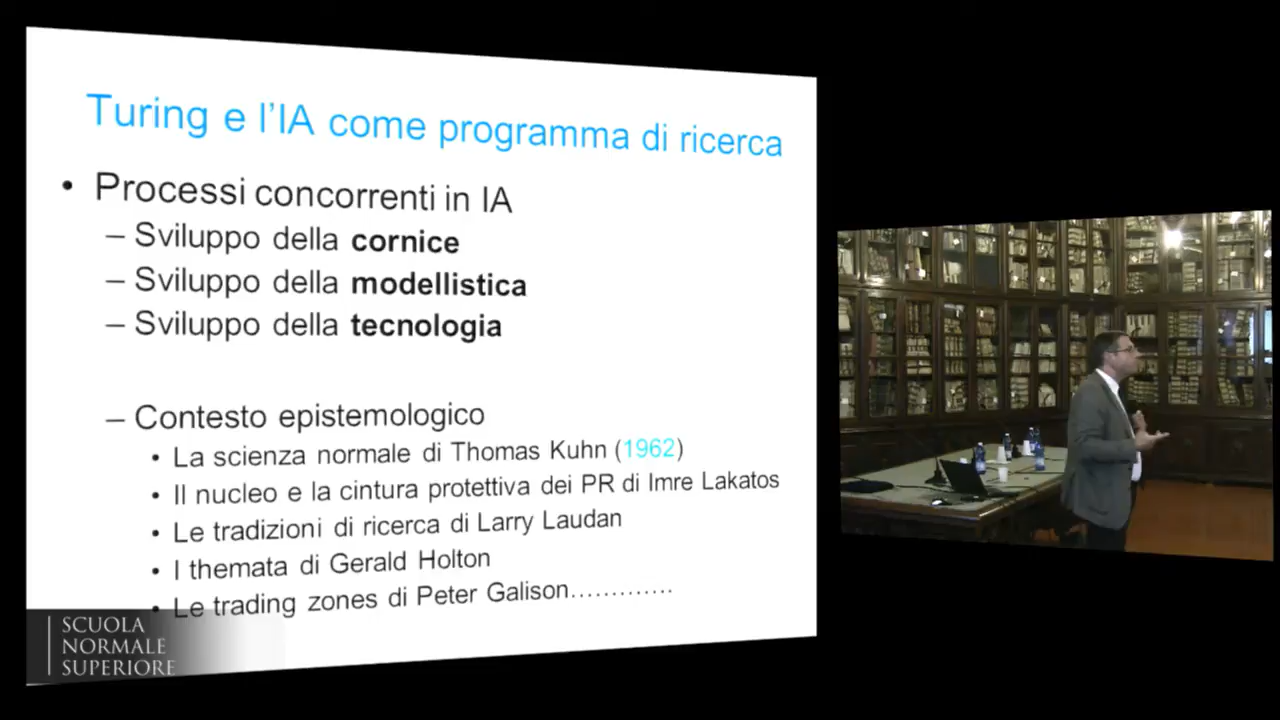 Turing e l'IA come programma di ricerca
• Processi concorrenti in IA
– Sviluppo della cornice
– Sviluppo della modellistica
– Sviluppo della tecnologia
– Contesto epistemologico
• La scienza normale di Thomas Kuhn (1962)
• Il nucleo e la cintura protettiva dei PR di Imre Lakatos
• Le tradizioni di ricerca di Larry Laudan
• I themata di Gerald Holton
• Le trading zones di Peter Galison………….
SCUOLA
NORMALE
SUPERIORE